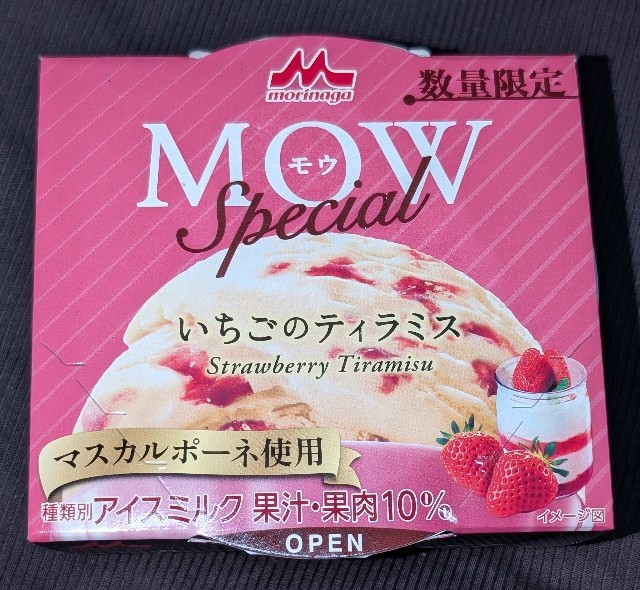 morinaga
数量限定
MOW
モウ
Special
いちごのティラミス
Strawberry Tiramisu
マスカルポーネ使用
種類別 アイスミルク 果汁・果肉10%
イメージ図
OPEN